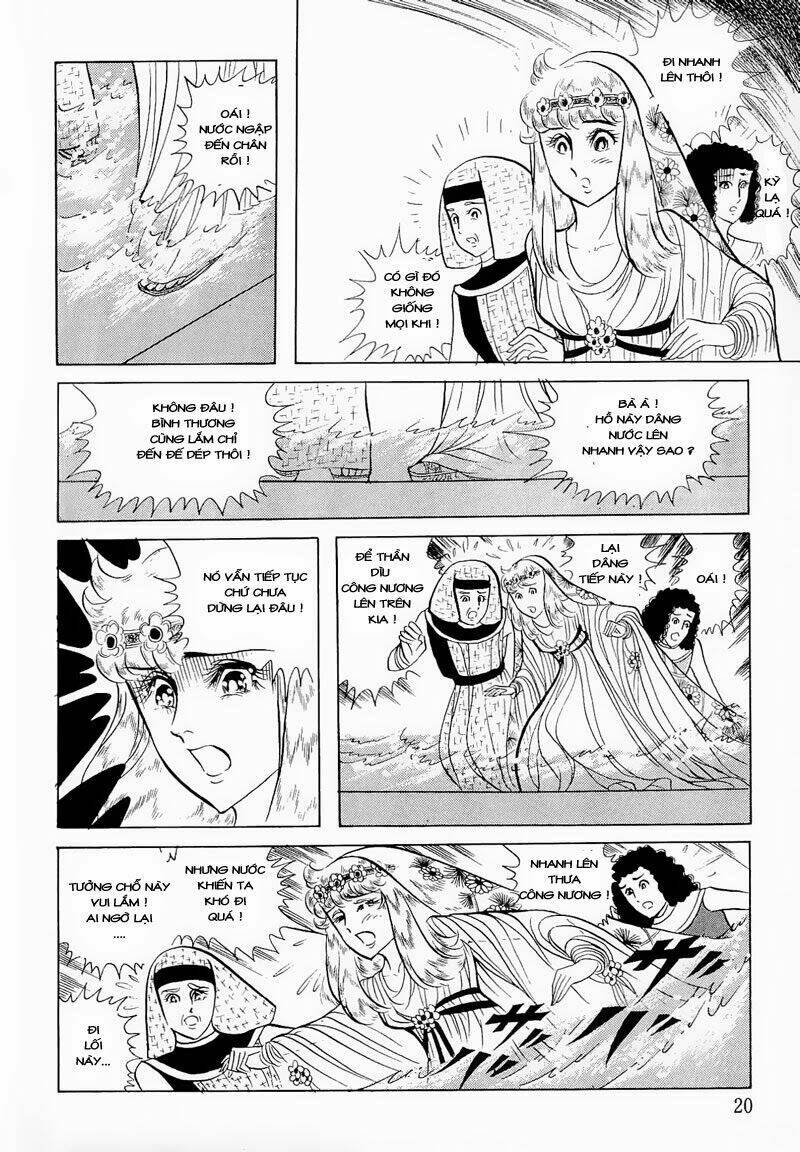 ĐI NHANH
LÊN THÔI !
KỲ
LẠ
QUÁ !
CÓ GÌ ĐÓ
KHÔNG
GIỐNG
MỌI KHI !
OÁI !
NƯỚC NGẬP
ĐẾN CHÂN
RỒI !
BÀ À !
HỒ NÀY DÂNG
NƯỚC LÊN
NHANH VẬY SAO ?
KHÔNG ĐÂU !
BÌNH THƯƠNG
CŨNG LẮM CHỈ
ĐẾN ĐẾ DÉP THÔI !
OÁI !
LẠI
DÂNG
TIẾP NÀY !
ĐỂ THẦN
DÌU
CÔNG NƯƠNG
LÊN TRÊN
KIA !
NÓ VẪN TIẾP TỤC
CHỨ CHƯA
DỪNG LẠI ĐÂU !
NHANH LÊN
THƯA
CÔNG NƯƠNG !
NHƯNG NƯỚC
KHIẾN TA
KHÓ ĐI
QUÁ !
TƯỞNG CHỖ NÀY
VUI LẮM !
AI NGỜ LẠI
....
ĐI
LỐI
NÀY...
ザザザ
20